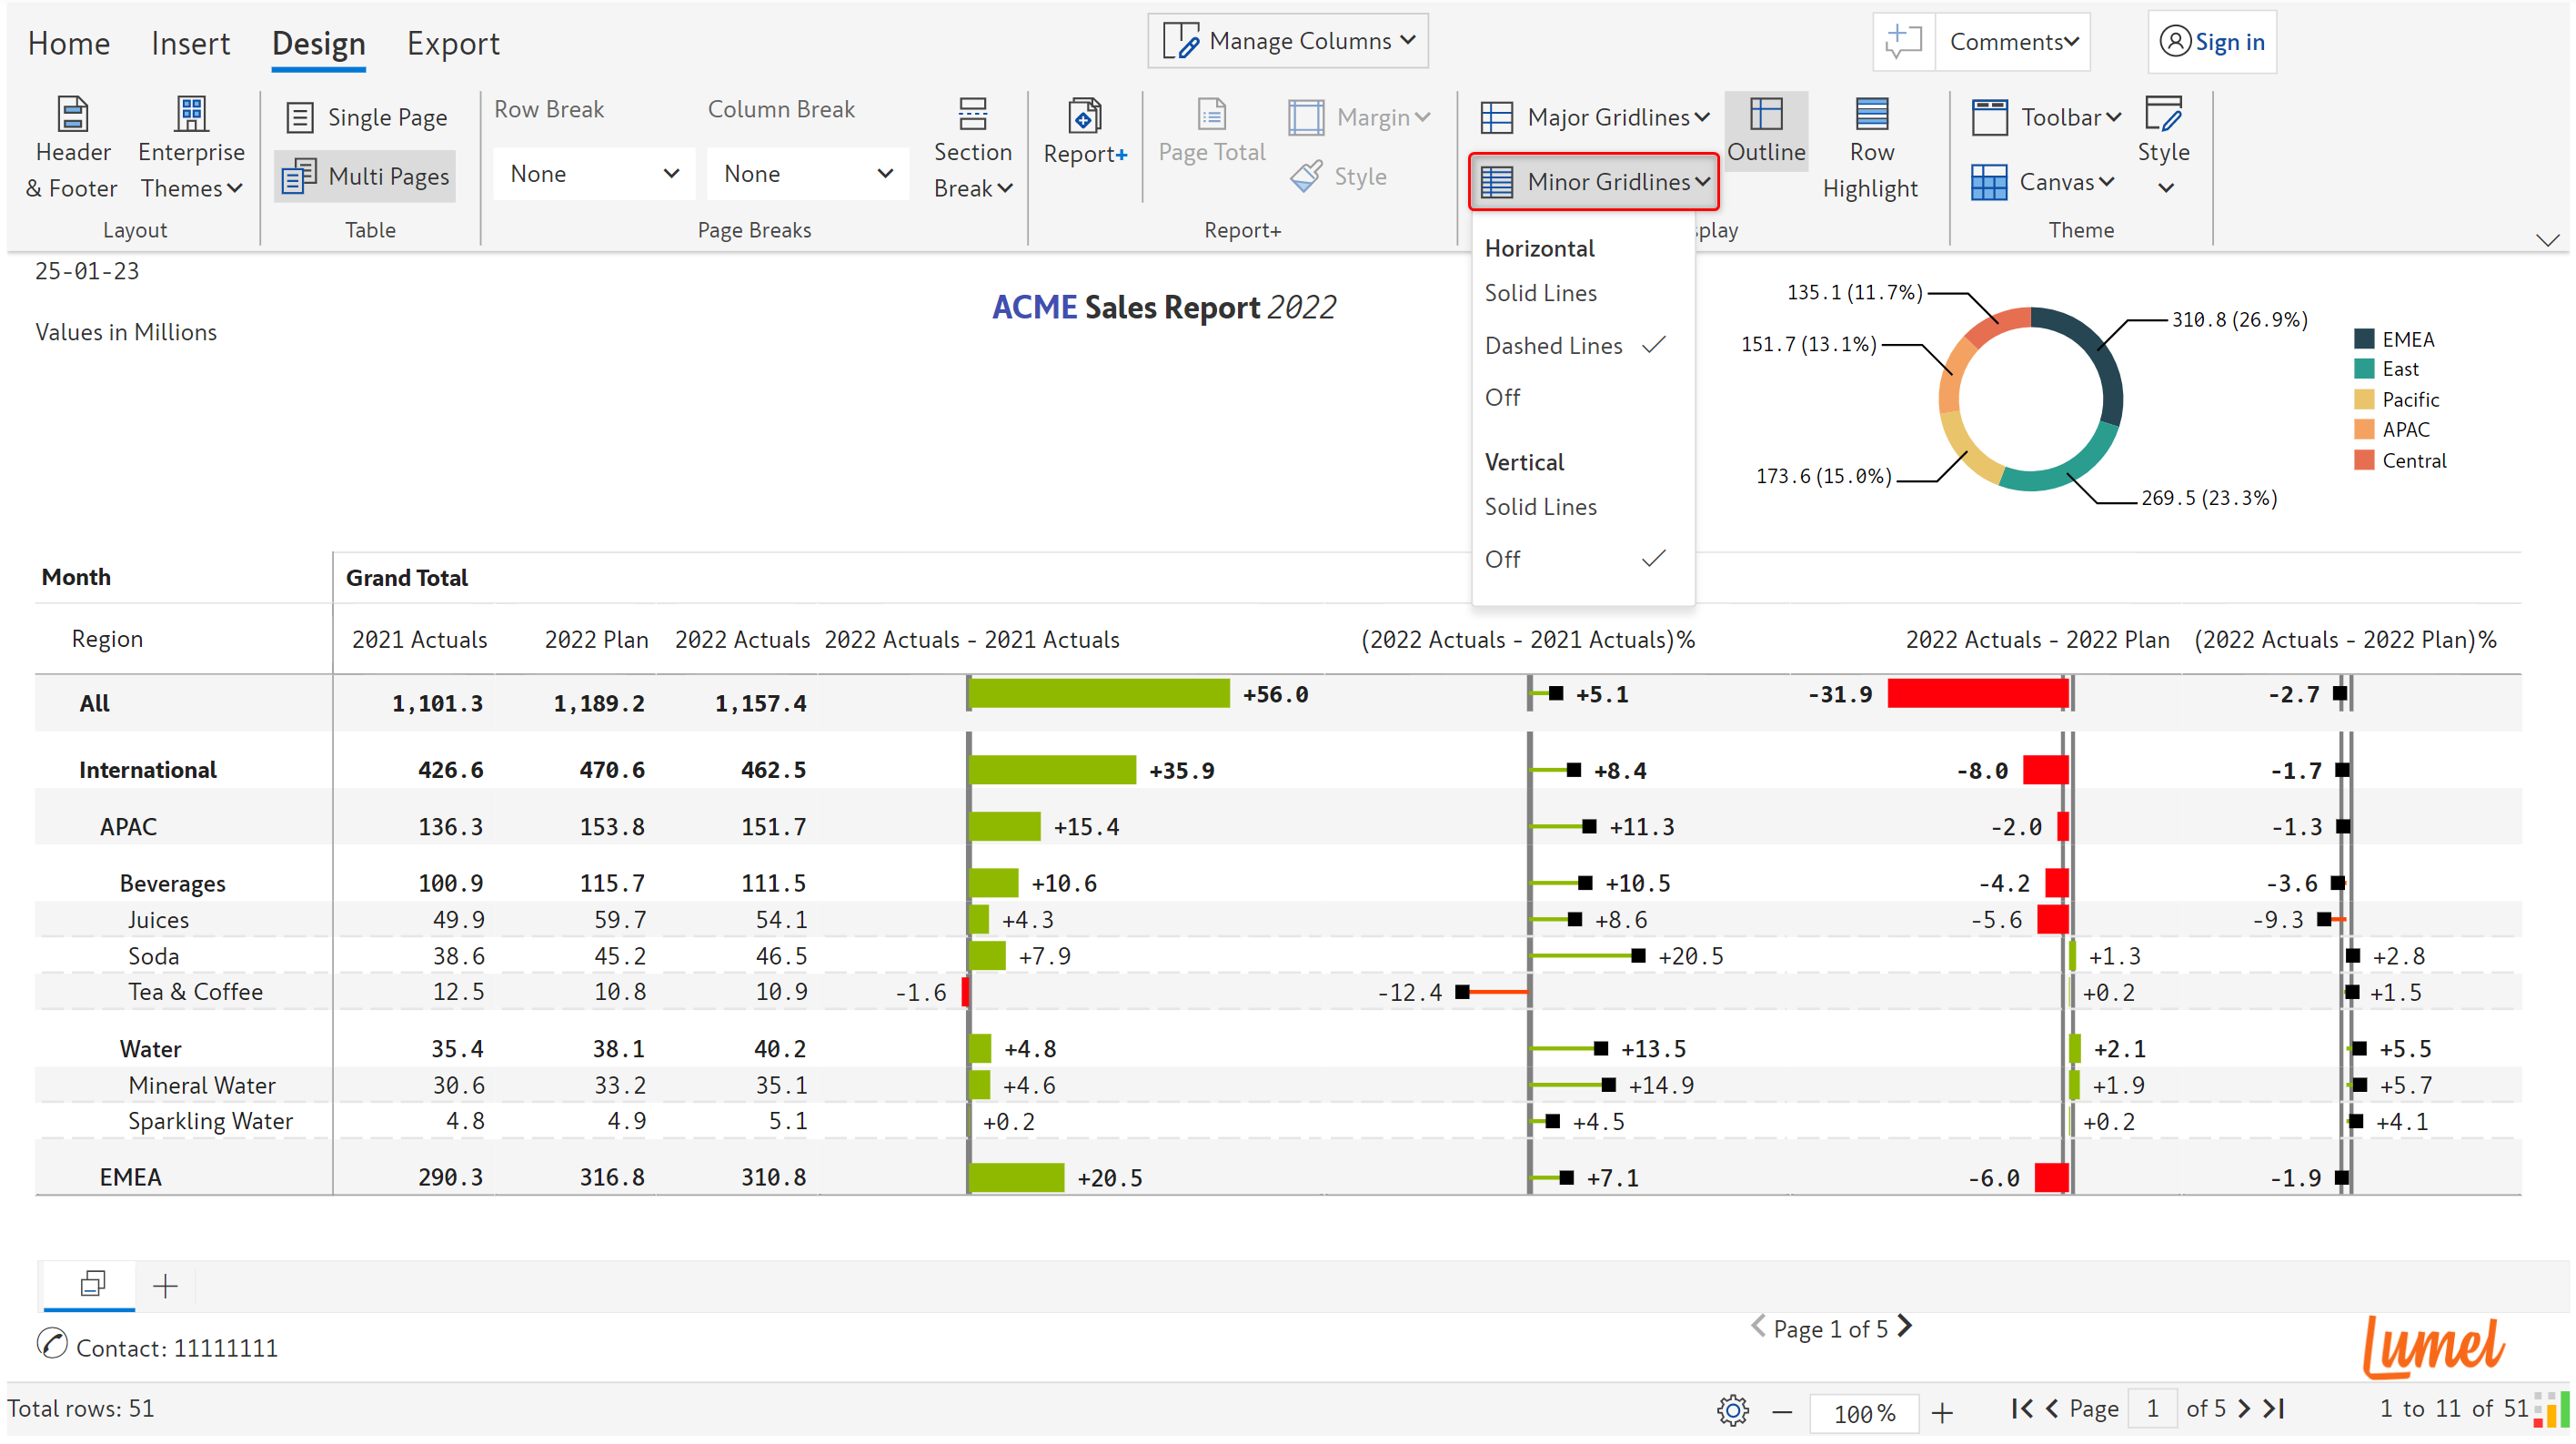 Home Insert Design Export Manage Columns Comments Sign in
Header & Footer
Enterprise Themes
Layout
Single Page
Multi Pages
Table
Row Break
None
Column Break
None
Section Break
Page Breaks
Report+
Page Total
Margin
Style
Report+
Major Gridlines
Minor Gridlines
Outline
Row Highlight
play
Toolbar
Canvas
Style
Theme
Horizontal
Solid Lines
Dashed Lines
Off
Vertical
Solid Lines
Off
25-01-23
Values in Millions
ACME Sales Report 2022
135.1 (11.7%)
310.8 (26.9%)
151.7 (13.1%)
173.6 (15.0%)
269.5 (23.3%)
EMEA
East
Pacific
APAC
Central
Month Grand Total
Region 2021 Actuals 2022 Plan 2022 Actuals 2022 Actuals - 2021 Actuals (2022 Actuals - 2021 Actuals)% 2022 Actuals - 2022 Plan (2022 Actuals - 2022 Plan)%
All 1,101.3 1,189.2 1,157.4 +56.0 +5.1 -31.9 -2.7
International 426.6 470.6 462.5 +35.9 +8.4 -8.0 -1.7
APAC 136.3 153.8 151.7 +15.4 +11.3 -2.0 -1.3
Beverages 100.9 115.7 111.5 +10.6 +10.5 -4.2 -3.6
Juices 49.9 59.7 54.1 +4.3 +8.6 -5.6 -9.3
Soda 38.6 45.2 46.5 +7.9 +20.5 +1.3 +2.8
Tea & Coffee 12.5 10.8 10.9 -1.6 -12.4 +0.2 +1.5
Water 35.4 38.1 40.2 +4.8 +13.5 +2.1 +5.5
Mineral Water 30.6 33.2 35.1 +4.6 +14.9 +1.9 +5.7
Sparkling Water 4.8 4.9 5.1 +0.2 +4.5 +0.2 +4.1
EMEA 290.3 316.8 310.8 +20.5 +7.1 -6.0 -1.9
Page 1 of 5
Contact: 11111111
Lumel
Total rows: 51 100% Page 1 of 5 1 to 11 of 51